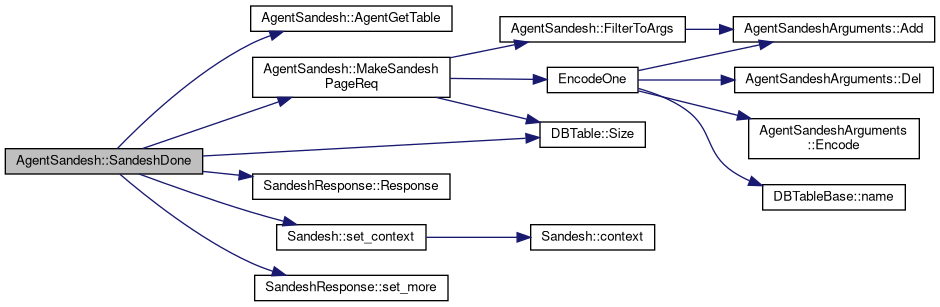 AgentSandesh::AgentGetTable
AgentSandesh::FilterToArgs
AgentSandeshArguments::Add
AgentSandesh::MakeSandesh
PageReq
EncodeOne
AgentSandeshArguments::Del
DBTable::Size
AgentSandeshArguments
::Encode
AgentSandesh::SandeshDone
SandeshResponse::Response
DBTableBase::name
Sandesh::set_context
Sandesh::context
SandeshResponse::set_more